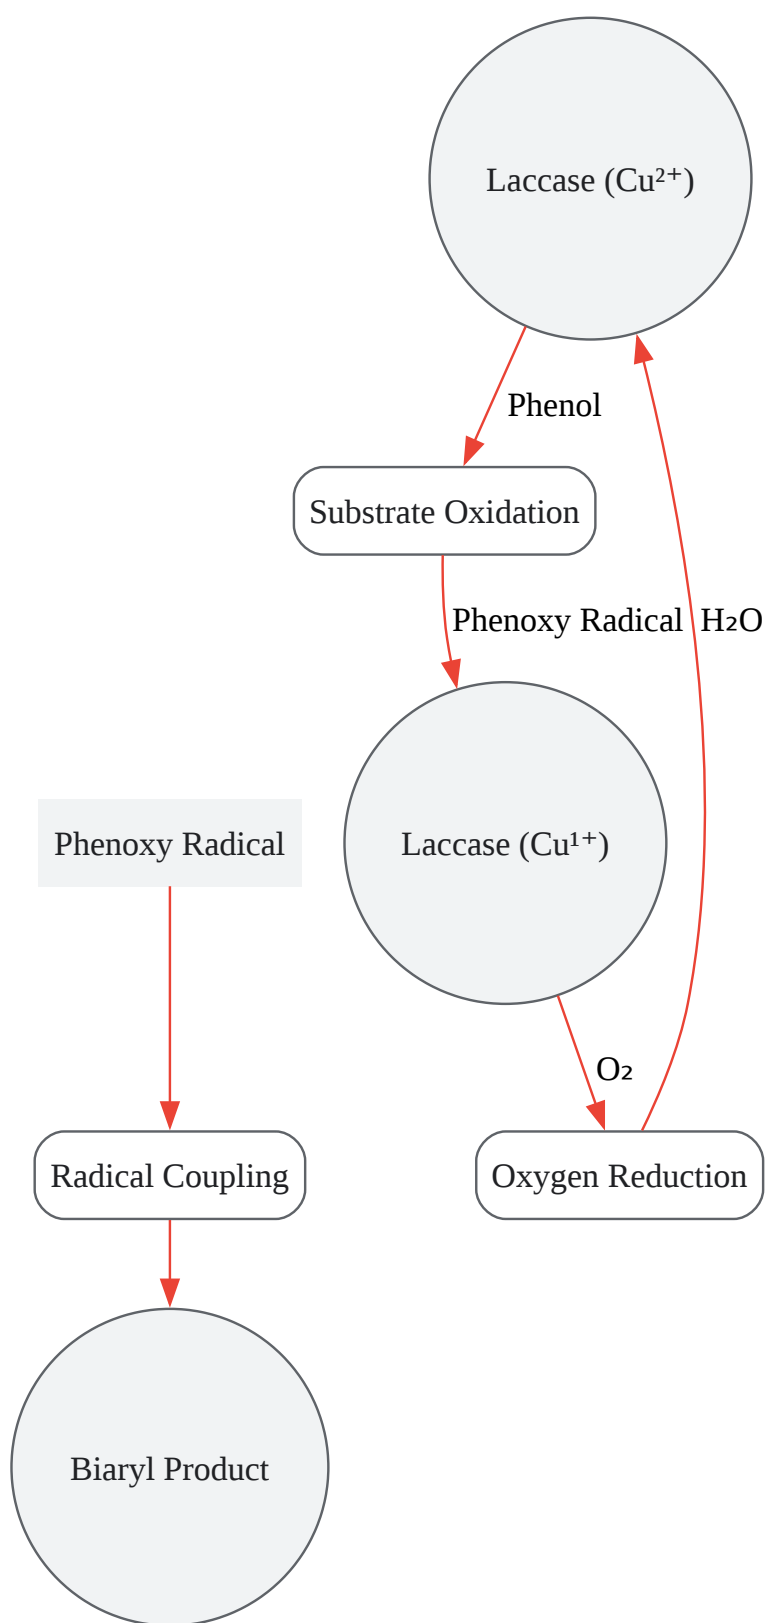 Laccase (Cu²⁺)
Phenol
Substrate Oxidation
Phenoxy Radical
H₂O
Phenoxy Radical
Laccase (Cu¹⁺)
O₂
Radical Coupling
Oxygen Reduction
Biaryl Product